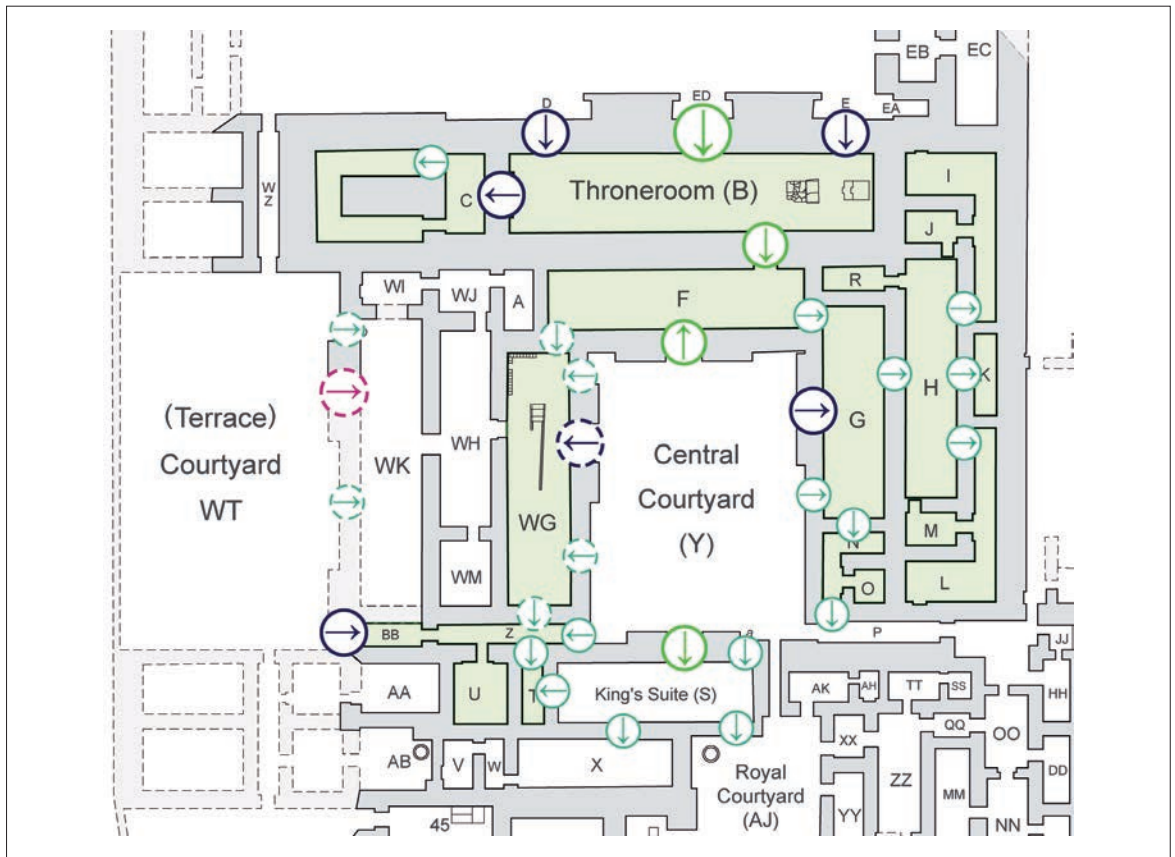 EB
EC
D
ED
E
EA
WZ
C
Throneroom (B)
I
J
WI
WJ
A
F
R
(Terrace)
Courtyard
WT
WK
WH
WG
Central
Courtyard
(Y)
G
H
K
WM
N
O
M
L
BB
Z
a
P
JJ
AA
U
T
King's Suite (S)
AK
AH
TT
SS
HH
AB
V
W
X
XX
QQ
OO
Royal
Courtyard
(AJ)
YY
ZZ
MM
DD
NN
45